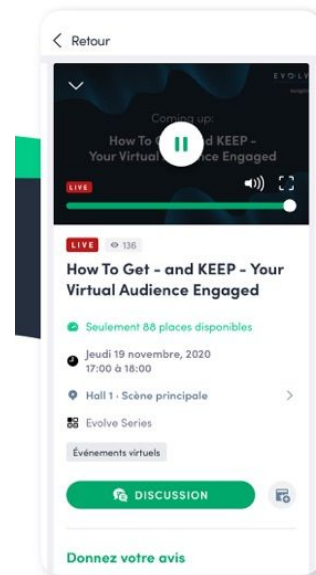 Retour
EVOLV
Coming up:
How To G d KEEP -
Your Virtual nce Engaged
LIVE
LIVE 136
How To Get - and KEEP - Your
Virtual Audience Engaged
Seulement 88 places disponibles
Jeudi 19 novembre, 2020
17:00 à 18:00
Hall 1 · Scène principale
Evolve Series
Événements virtuels
DISCUSSION
Donnez votre avis